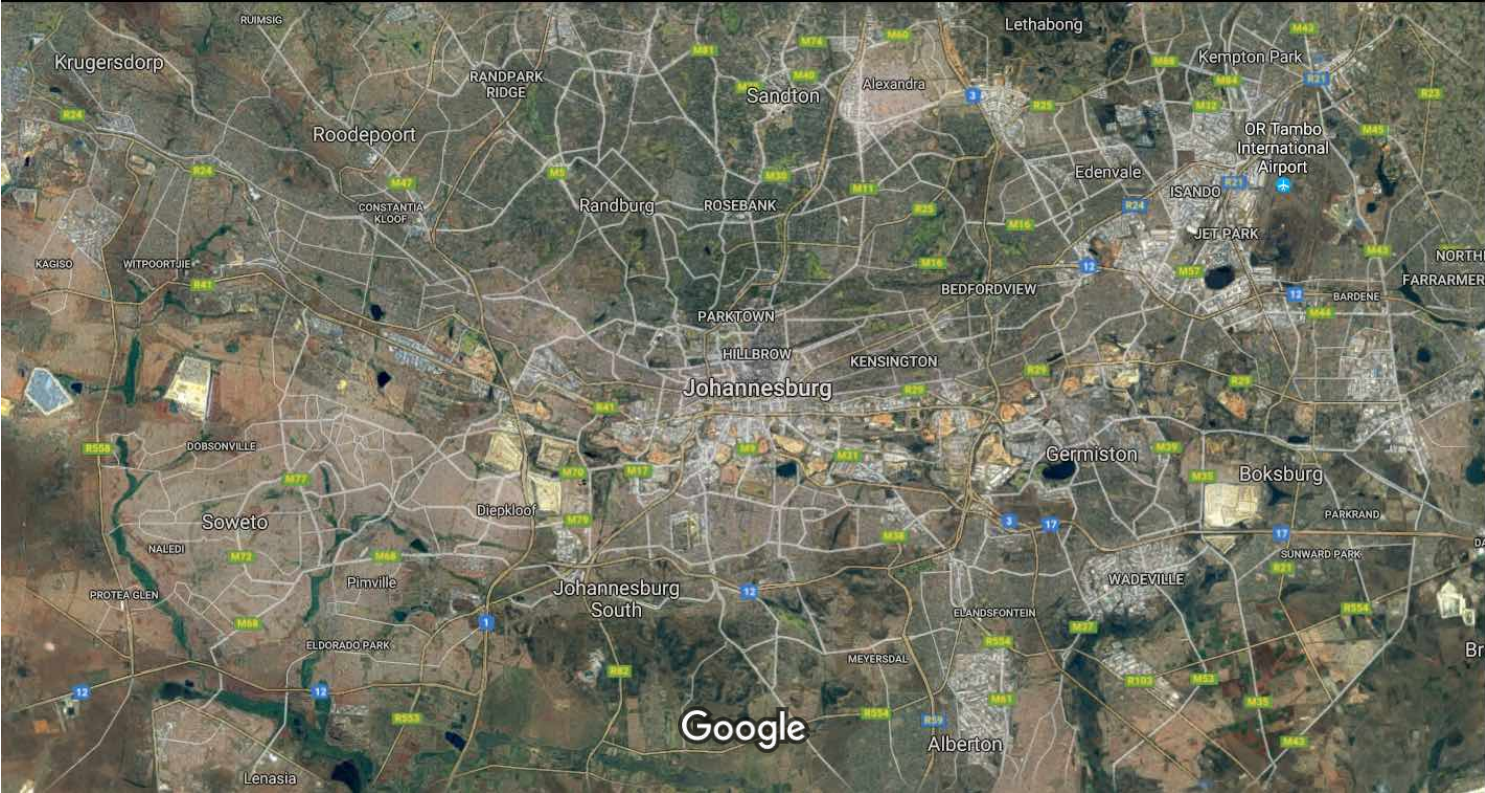 RUIMSIG
Lethabong
M43
M60
M74
M81
Krugersdorp
Kempton Park
M68
RANDPARK
RIDGE
M40
Alexandra
M84
R21
Sandton
3
R23
R25
M32
R24
Roodepoort
OR Tambo
International
Airport
M45
R24
M5
M30
Edenvale
M47
M11
R21
ISANDO
CONSTANTIA
KLOOF
Randburg
ROSEBANK
R25
R24
M16
JET PARK
KAGISO
WITPOORTJIE
M16
12
M43
M57
R41
BEDFORDVIEW
FARRARMER
12
BARDENE
M44
PARKTOWN
HILLBROW
KENSINGTON
Johannesburg
R29
R29
R29
R41
R558
DOBSONVILLE
M9
M31
Germiston
M39
M77
M70
M17
M35
Boksburg
Soweto
Diepkloof
M79
3
17
PARKRAND
17
NALEDI
M72
M68
M38
SUNWARD PARK
R21
Pimville
Johannesburg
South
12
WADEVILLE
PROTEA GLEN
M68
1
ELANDSFONTEIN
R554
M37
ELDORADO PARK
R554
MEYERSDAL
Br
12
12
R82
R103
M53
R553
M61
M35
Google
R554
R59
Alberton
M43
Lenasia